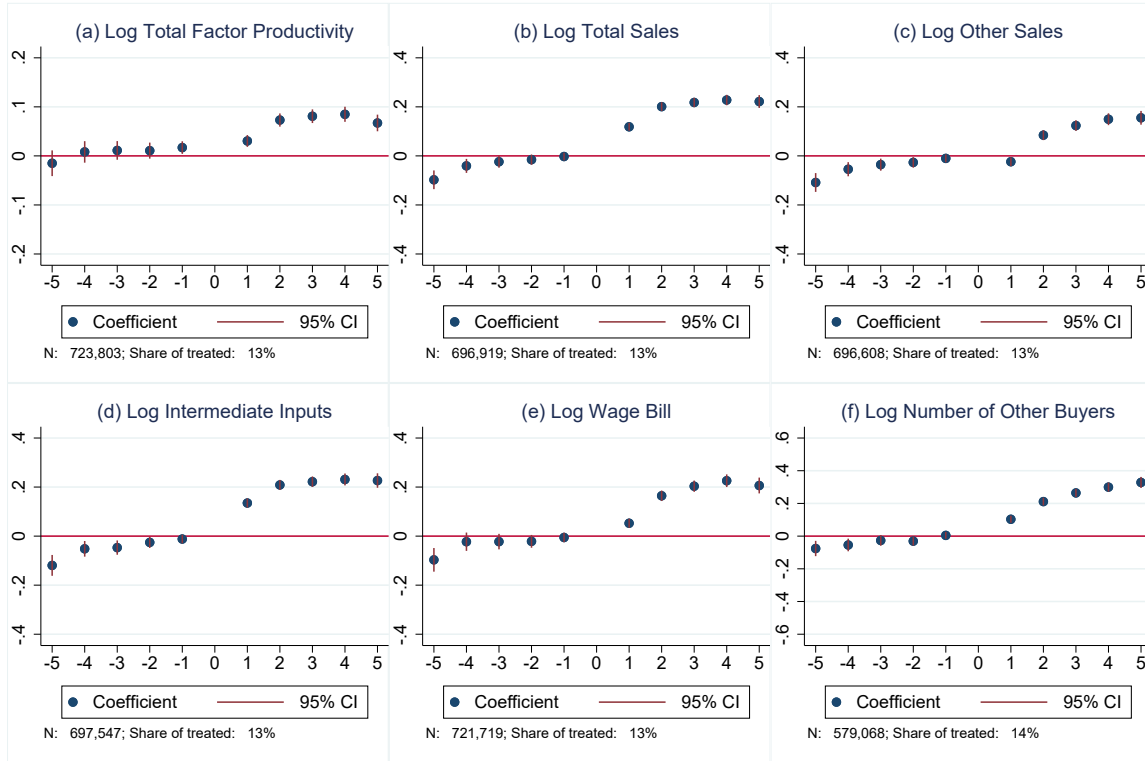 (a) Log Total Factor Productivity
.2
.1
0
-.1
-.2
-5 -4 -3 -2 -1 0 1 2 3 4 5
Coefficient 95% CI
N: 723,803; Share of treated: 13%
(b) Log Total Sales
.4
.2
0
-.2
-.4
-5 -4 -3 -2 -1 0 1 2 3 4 5
Coefficient 95% CI
N: 696,919; Share of treated: 13%
(c) Log Other Sales
.4
.2
0
-.2
-.4
-5 -4 -3 -2 -1 0 1 2 3 4 5
Coefficient 95% CI
N: 696,608; Share of treated: 13%
(d) Log Intermediate Inputs
.4
.2
0
-.2
-.4
-5 -4 -3 -2 -1 0 1 2 3 4 5
Coefficient 95% CI
N: 697,547; Share of treated: 13%
(e) Log Wage Bill
.4
.2
0
-.2
-.4
-5 -4 -3 -2 -1 0 1 2 3 4 5
Coefficient 95% CI
N: 721,719; Share of treated: 13%
(f) Log Number of Other Buyers
.6
.4
.2
0
-.2
-.4
-.6
-5 -4 -3 -2 -1 0 1 2 3 4 5
Coefficient 95% CI
N: 579,068; Share of treated: 14%